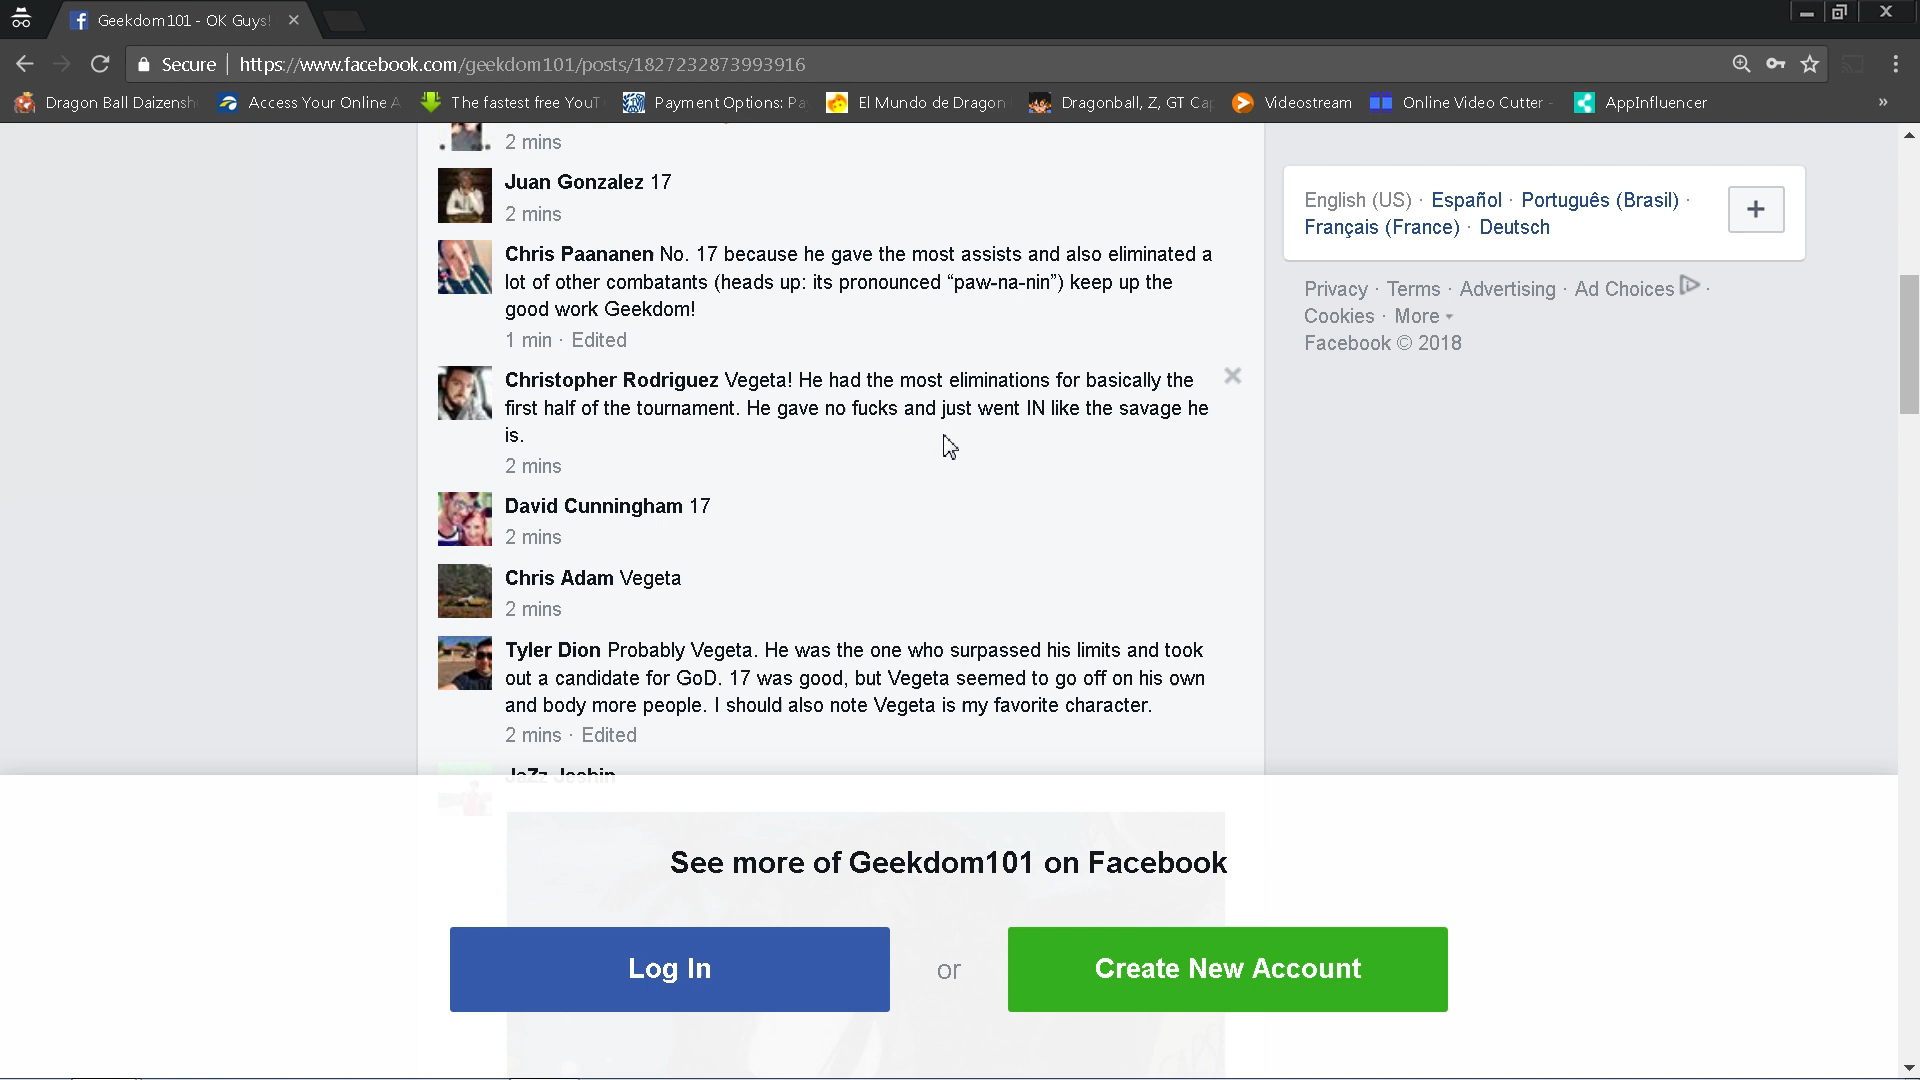 Geekdom101 - OK Guys!
Secure https://www.facebook.com/geekdom101/posts/1827232873993916
Dragon Ball Daizensh Access Your Online A The fastest free YouT Payment Options: Pa El Mundo de Dragon Dragonball, Z, GT Cap Videostream Online Video Cutter - AppInfluencer »
2 mins
Juan Gonzalez 17
2 mins
Chris Paananen No. 17 because he gave the most assists and also eliminated a
lot of other combatants (heads up: its pronounced “paw-na-nin”) keep up the
good work Geekdom!
1 min · Edited
Christopher Rodriguez Vegeta! He had the most eliminations for basically the
first half of the tournament. He gave no fucks and just went IN like the savage he
is.
2 mins
David Cunningham 17
2 mins
Chris Adam Vegeta
2 mins
Tyler Dion Probably Vegeta. He was the one who surpassed his limits and took
out a candidate for GoD. 17 was good, but Vegeta seemed to go off on his own
and body more people. I should also note Vegeta is my favorite character.
2 mins · Edited
English (US) · Español · Português (Brasil) ·
Français (France) · Deutsch
Privacy · Terms · Advertising · Ad Choices ·
Cookies · More
Facebook © 2018
See more of Geekdom101 on Facebook
Log In or Create New Account